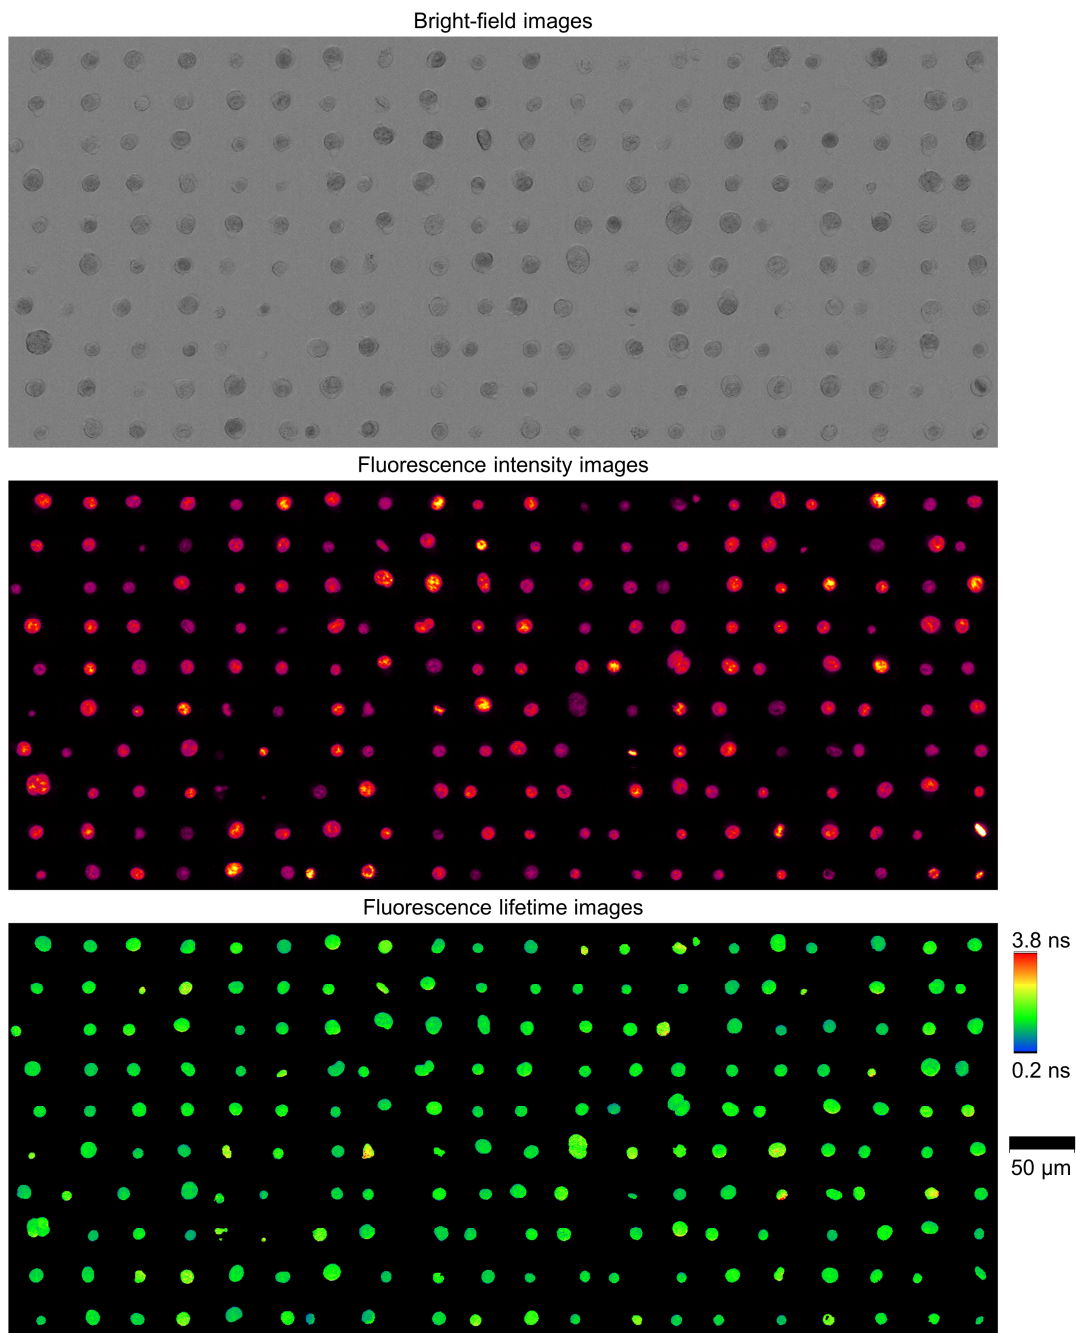 Bright-field images
Fluorescence intensity images
Fluorescence lifetime images
3.8 ns
0.2 ns
50 μm